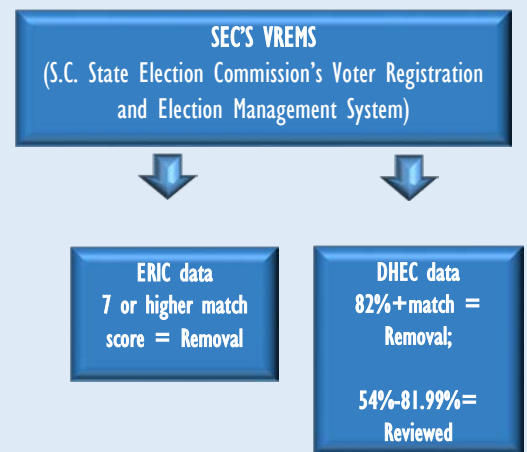 SEC'S VREMS
(S.C. State Election Commission's Voter Registration
and Election Management System)
ERIC data
7 or higher match
score = Removal
DHEC data
82%+match =
Removal;
54%-81.99%=
Reviewed